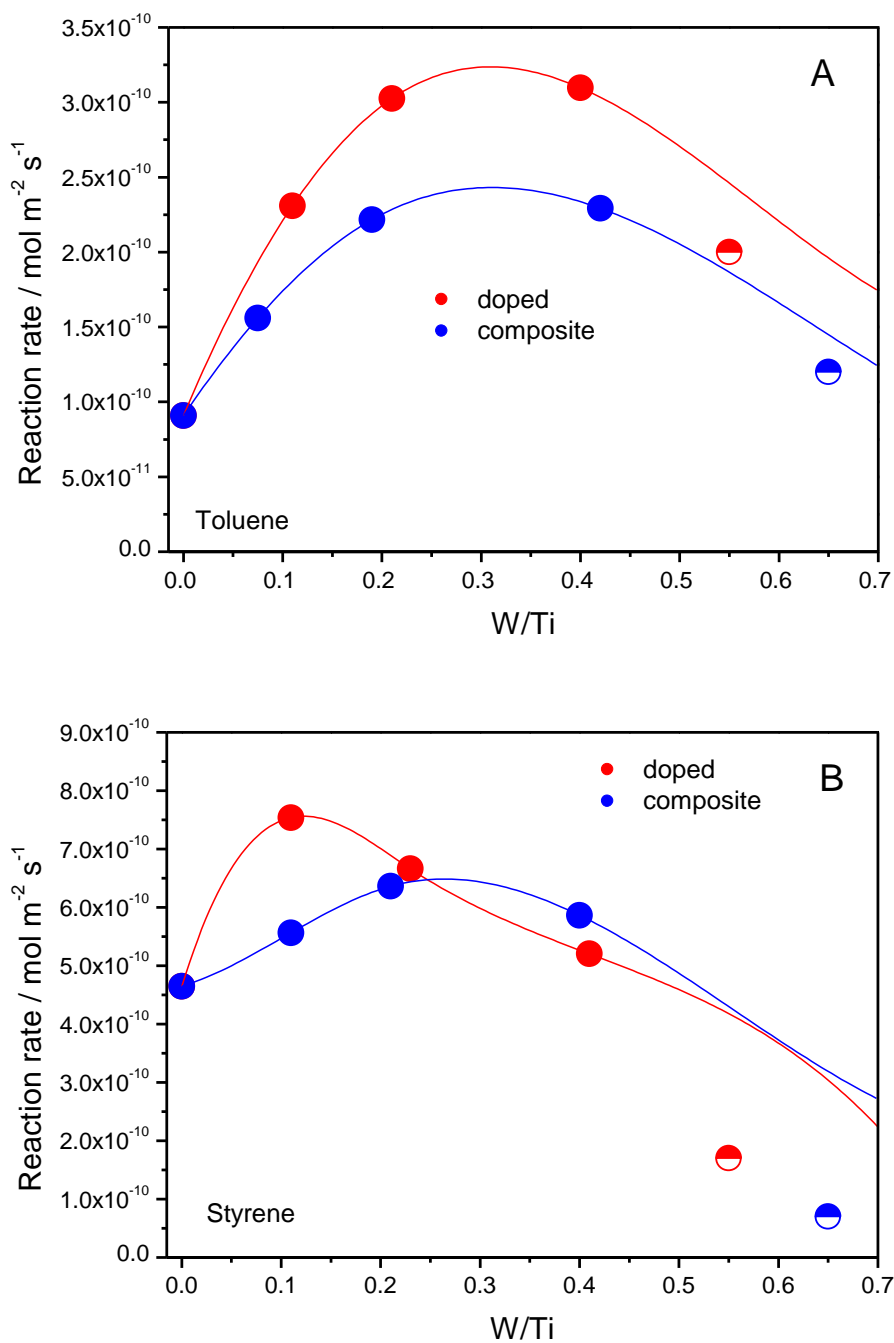 3.5x10⁻¹⁰
A
3.0x10⁻¹⁰
2.5x10⁻¹⁰
2.0x10⁻¹⁰
1.5x10⁻¹⁰
1.0x10⁻¹⁰
5.0x10⁻¹¹
0.0
Reaction rate / mol m⁻² s⁻¹
doped
composite
Toluene
0.0 0.1 0.2 0.3 0.4 0.5 0.6 0.7
W/Ti
9.0x10⁻¹⁰
8.0x10⁻¹⁰
7.0x10⁻¹⁰
6.0x10⁻¹⁰
5.0x10⁻¹⁰
4.0x10⁻¹⁰
3.0x10⁻¹⁰
2.0x10⁻¹⁰
1.0x10⁻¹⁰
0.0
Reaction rate / mol m⁻² s⁻¹
doped
composite
B
Styrene
0.0 0.1 0.2 0.3 0.4 0.5 0.6 0.7
W/Ti